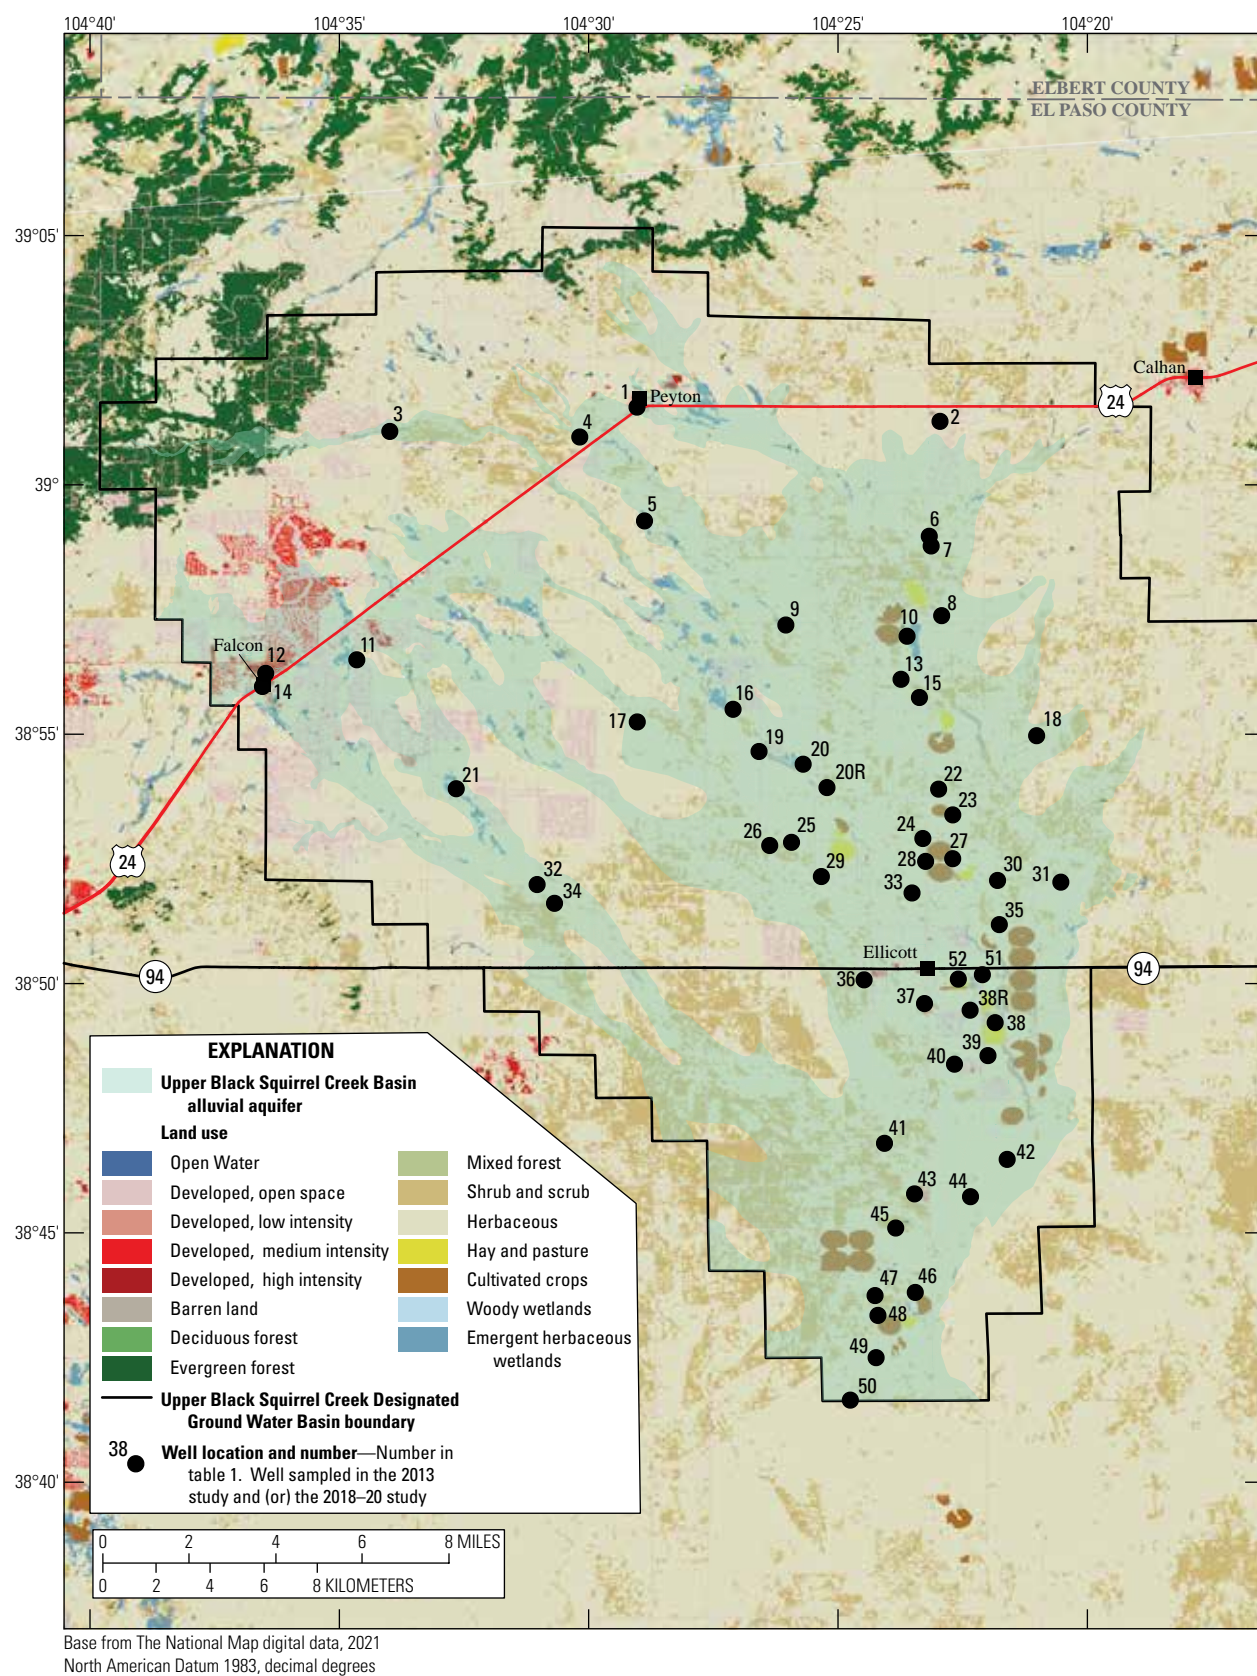 104°40' 104°35' 104°30' 104°25' 104°20'
ELBERT COUNTY
EL PASO COUNTY
39°05'
Calhan
1 Peyton
24
3
4
2
39°
5
6
7
9
8
10
Falcon
12
11
13
14
15
16
17
18
38°55'
19
20
21
20R
22
23
24
26 25
27
24
28
29
30
31
32
34
33
35
Ellicott
94
52 51
94
38°50'
36
37
38R
38
39
40
41
42
43
44
45
38°45'
47 46
48
49
50
38°40'
EXPLANATION
Upper Black Squirrel Creek Basin
alluvial aquifer
Land use
Open Water
Developed, open space
Developed, low intensity
Developed, medium intensity
Developed, high intensity
Barren land
Deciduous forest
Evergreen forest
Mixed forest
Shrub and scrub
Herbaceous
Hay and pasture
Cultivated crops
Woody wetlands
Emergent herbaceous
wetlands
Upper Black Squirrel Creek Designated
Ground Water Basin boundary
38
Well location and number—Number in
table 1. Well sampled in the 2013
study and (or) the 2018–20 study
0 2 4 6 8 MILES
0 2 4 6 8 KILOMETERS
Base from The National Map digital data, 2021
North American Datum 1983, decimal degrees